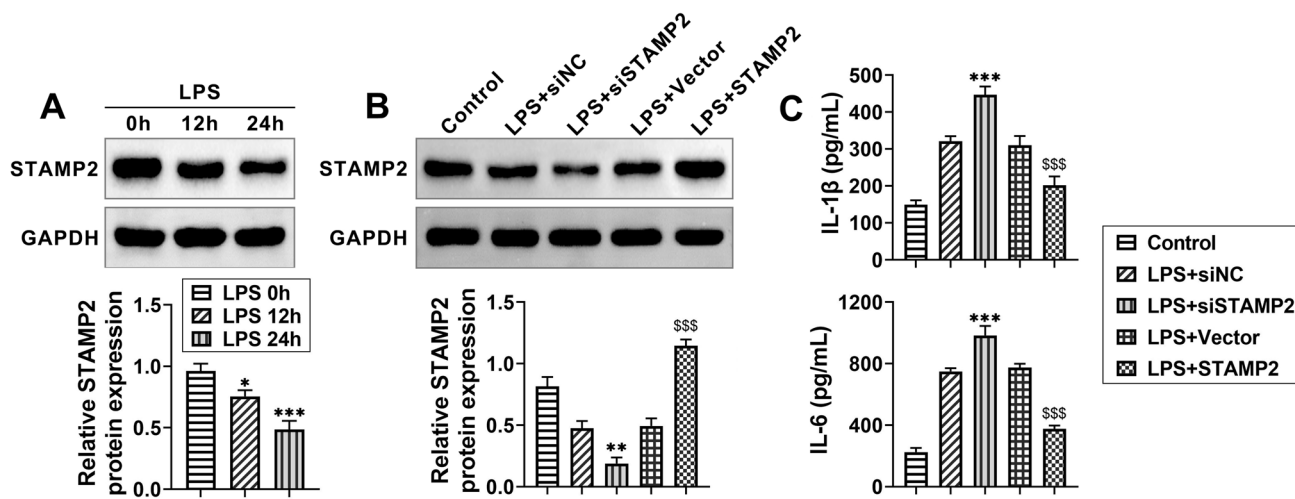 A
LPS
0h 12h 24h
STAMP2
GAPDH
Relative STAMP2
protein expression
1.5
1.0
0.5
0.0
LPS 0h
LPS 12h
LPS 24h
*
***
B
Control
LPS+siNC
LPS+siSTAMP2
LPS+Vector
LPS+STAMP2
STAMP2
GAPDH
Relative STAMP2
protein expression
1.5
1.0
0.5
0.0
**
$$$
C
IL-1β (pg/mL)
500
400
300
200
100
0
***
$$$
IL-6 (pg/mL)
1200
800
400
0
***
$$$
Control
LPS+siNC
LPS+siSTAMP2
LPS+Vector
LPS+STAMP2